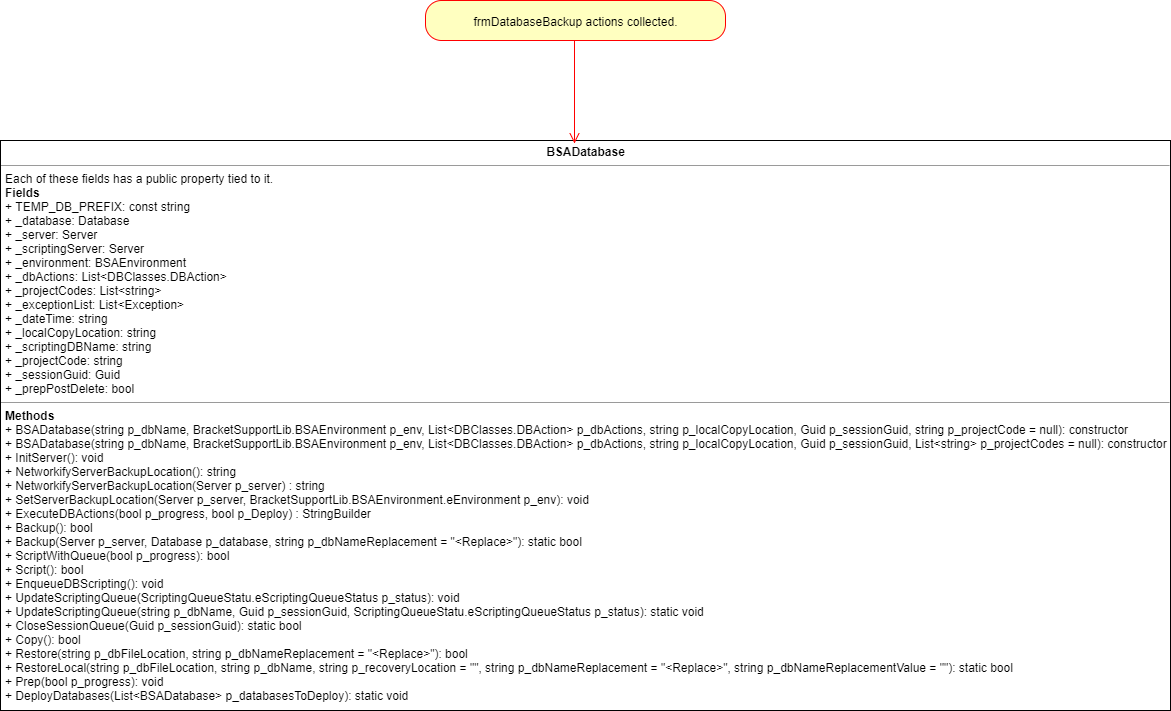 frmDatabaseBackup actions collected.
BSADatabase
Each of these fields has a public property tied to it.
Fields
+ TEMP_DB_PREFIX: const string
+ _database: Database
+ _server: Server
+ _scriptingServer: Server
+ _environment: BSAEnvironment
+ _dbActions: List<DBClasses.DBAction>
+ _projectCodes: List<string>
+ _exceptionList: List<Exception>
+ _dateTime: string
+ _localCopyLocation: string
+ _scriptingDBName: string
+ _projectCode: string
+ _sessionGuid: Guid
+ _prepPostDelete: bool
Methods
+ BSADatabase(string p_dbName, BracketSupportLib.BSAEnvironment p_env, List<DBClasses.DBAction> p_dbActions, string p_localCopyLocation, Guid p_sessionGuid, string p_projectCode = null): constructor
+ BSADatabase(string p_dbName, BracketSupportLib.BSAEnvironment p_env, List<DBClasses.DBAction> p_dbActions, string p_localCopyLocation, Guid p_sessionGuid, List<string> p_projectCodes = null): constructor
+ InitServer(): void
+ NetworkifyServerBackupLocation(): string
+ NetworkifyServerBackupLocation(Server p_server) : string
+ SetServerBackupLocation(Server p_server, BracketSupportLib.BSAEnvironment.eEnvironment p_env): void
+ ExecuteDBActions(bool p_progress, bool p_Deploy) : StringBuilder
+ Backup(): bool
+ Backup(Server p_server, Database p_database, string p_dbNameReplacement = "<Replace>"): static bool
+ ScriptWithQueue(bool p_progress): bool
+ Script(): bool
+ EnqueueDBScripting(): void
+ UpdateScriptingQueue(ScriptingQueueStatu.eScriptingQueueStatus p_status): void
+ UpdateScriptingQueue(string p_dbName, Guid p_sessionGuid, ScriptingQueueStatu.eScriptingQueueStatus p_status): static void
+ CloseSessionQueue(Guid p_sessionGuid): static bool
+ Copy(): bool
+ Restore(string p_dbFileLocation, string p_dbNameReplacement = "<Replace>"): bool
+ RestoreLocal(string p_dbFileLocation, string p_dbName, string p_recoveryLocation = "", string p_dbNameReplacement = "<Replace>", string p_dbNameReplacementValue = ""): static bool
+ Prep(bool p_progress): void
+ DeployDatabases(List<BSADatabase> p_databasesToDeploy): static void